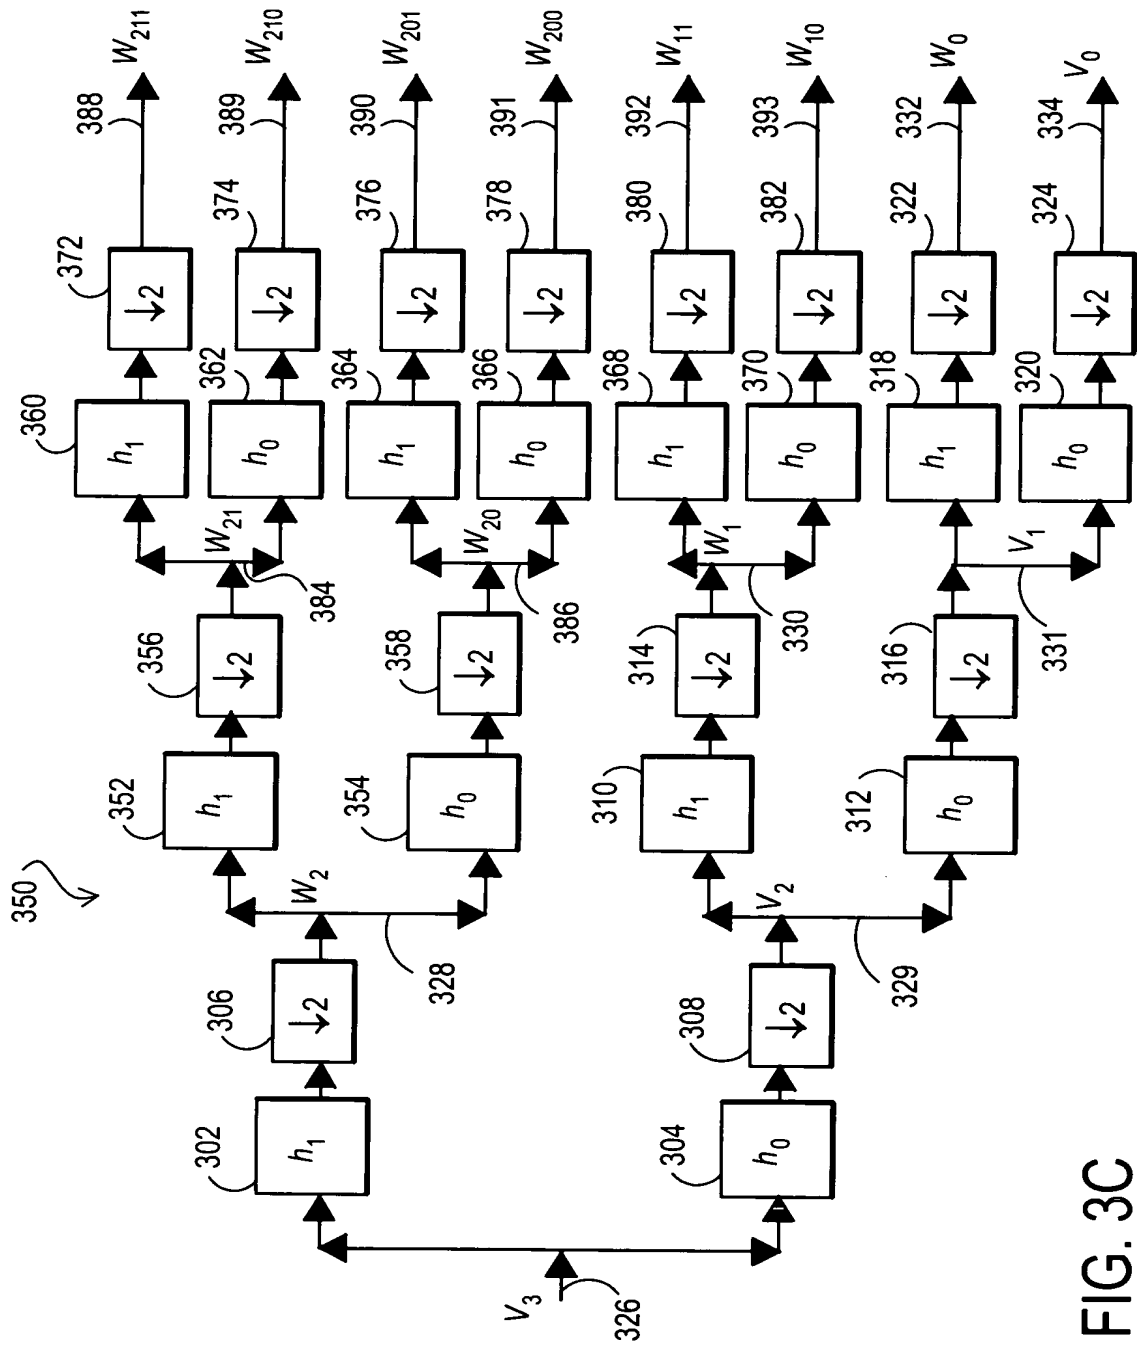 350
V3
326
302
h1
304
h0
306
↓2
308
↓2
W2
328
V2
329
352
h1
354
h0
310
h1
312
h0
356
↓2
358
↓2
314
↓2
316
↓2
W21
384
W20
386
W1
330
V1
331
360
h1
362
h0
364
h1
366
h0
368
h1
370
h0
318
h1
320
h0
372
↓2
374
↓2
376
↓2
378
↓2
380
↓2
382
↓2
322
↓2
324
↓2
388
W211
389
W210
390
W201
391
W200
392
W11
393
W10
332
W0
334
V0
FIG. 3C